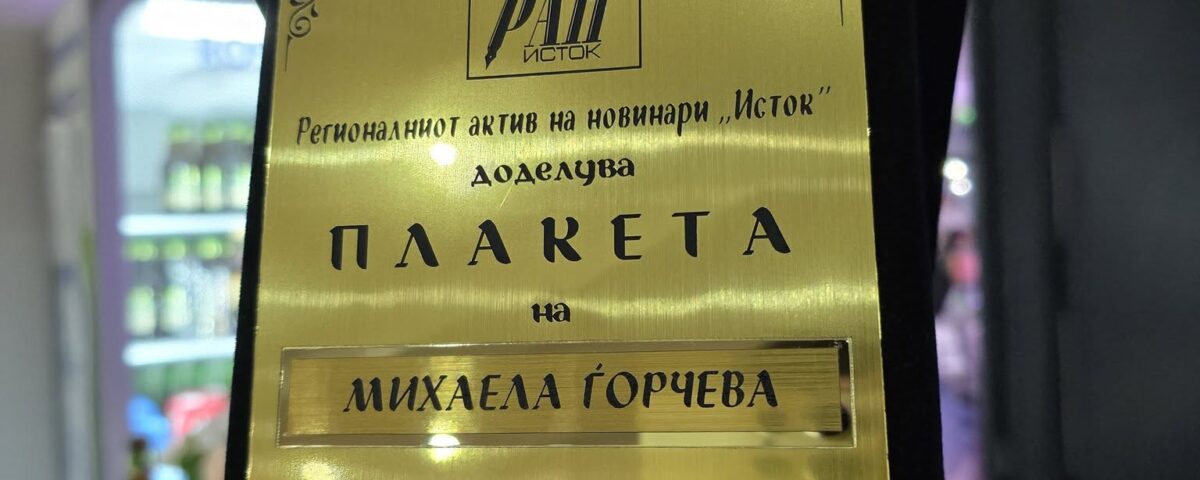 РАН
ИСТОК
Регионалниот актив на новинари „Исток”
доделува
ПЛАКЕТА
на
МИХАЕЛА ЃОРЧЕВА